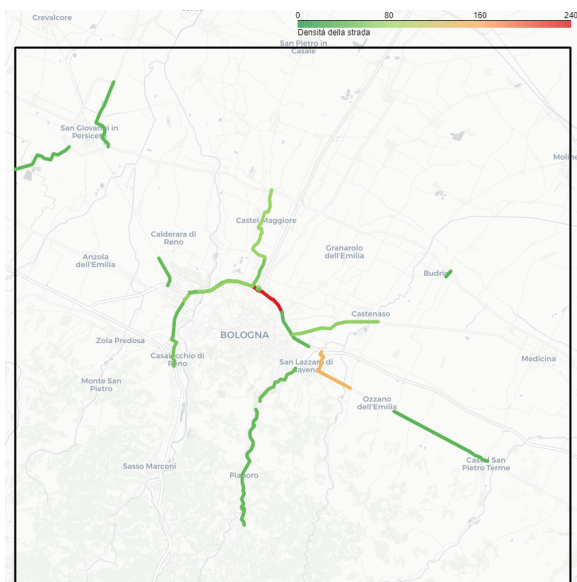 Crevalcore
0 80 160 240
Densità della strada
San Pietro in
Casale
San Giovanni in
Persiceto
Moline
Castel Maggiore
Calderara di
Reno
Granarolo
dell'Emilia
Anzola
dell'Emilia
Budrio
Castenaso
BOLOGNA
Zola Predosa
Casalecchio di
Reno
San Lazzaro di
Savena
Medicina
Monte San
Pietro
Ozzano
dell'Emilia
Sasso Marconi
Pianoro
Castel San
Pietro Terme